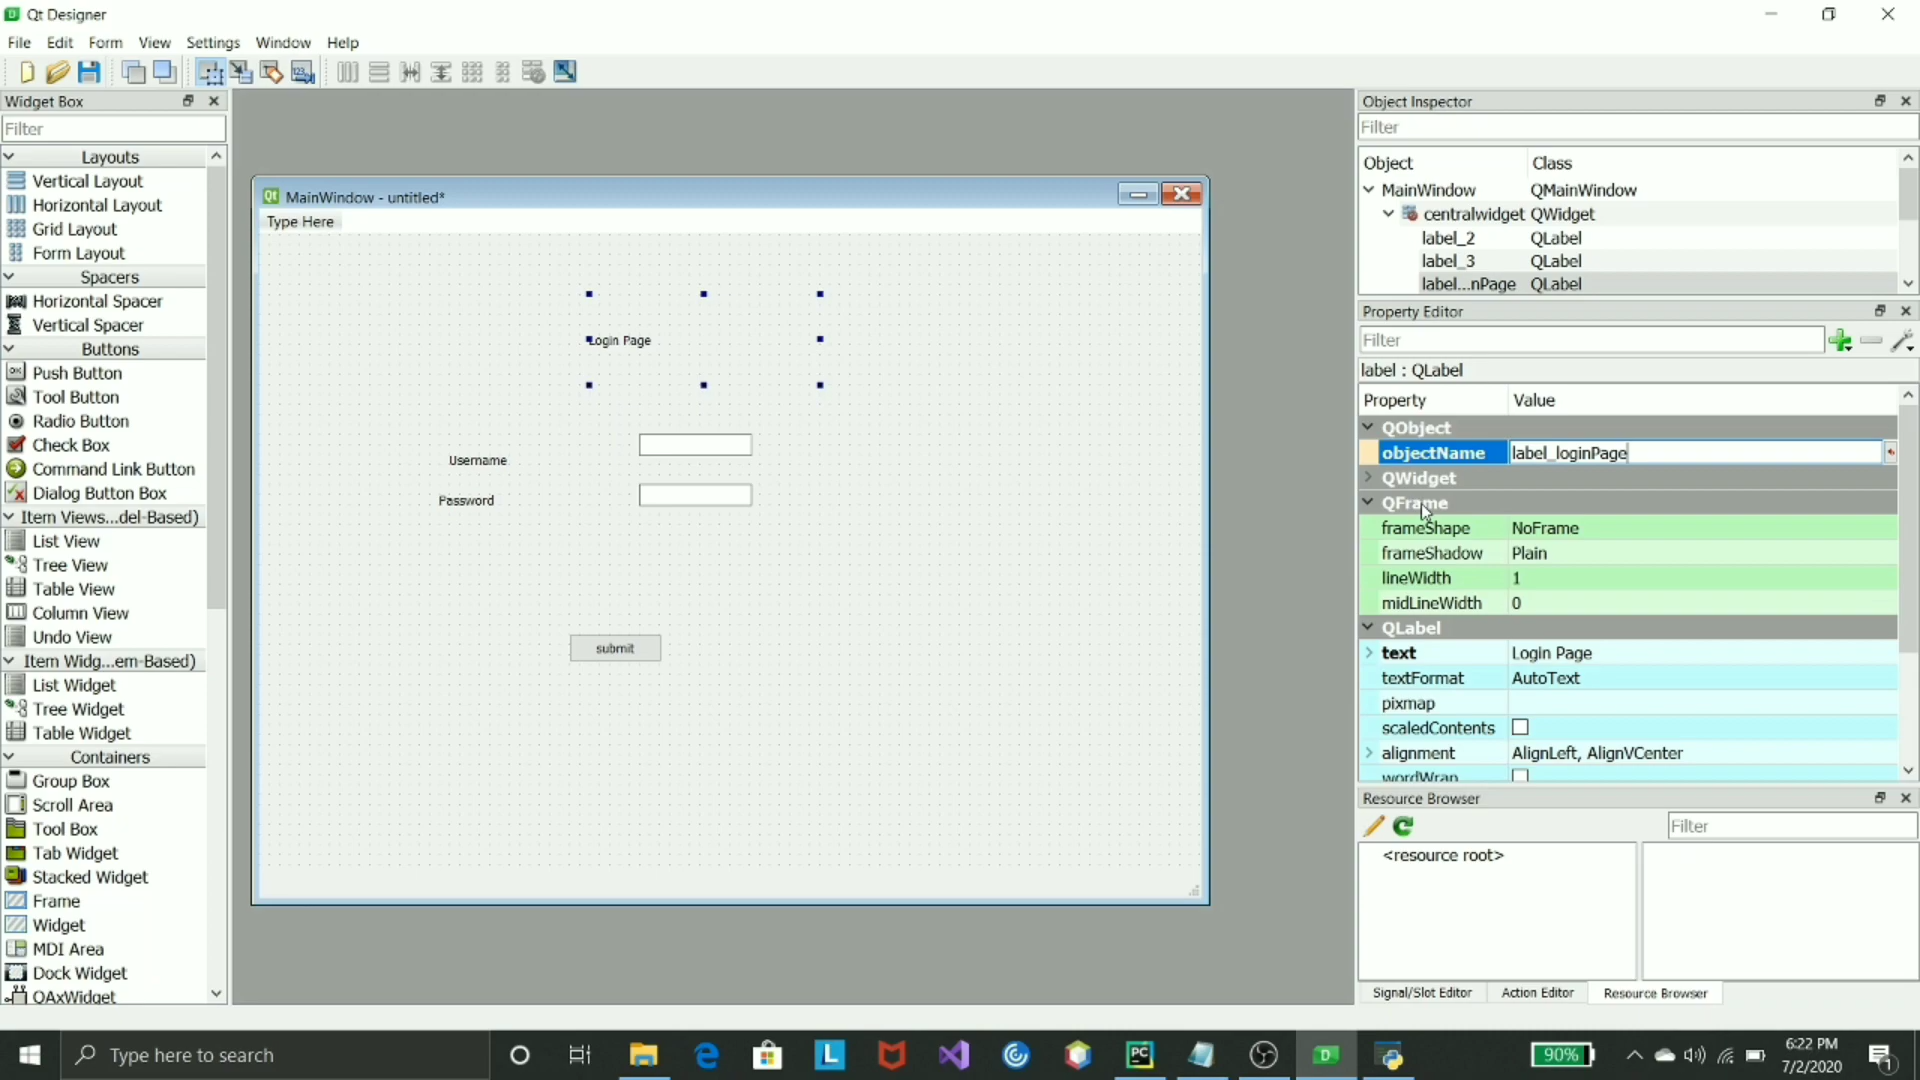 Qt Designer
File Edit Form View Settings Window Help
Widget Box
Filter
Layouts
Vertical Layout
Horizontal Layout
Grid Layout
Form Layout
Spacers
Horizontal Spacer
Vertical Spacer
Buttons
Push Button
Tool Button
Radio Button
Check Box
Command Link Button
Dialog Button Box
Item Views...del-Based)
List View
Tree View
Table View
Column View
Undo View
Item Widg...em-Based)
List Widget
Tree Widget
Table Widget
Containers
Group Box
Scroll Area
Tool Box
Tab Widget
Stacked Widget
Frame
Widget
MDI Area
Dock Widget
QAxWidget
MainWindow - untitled*
Type Here
Login Page
Username
Password
submit
Object Inspector
Filter
Object Class
MainWindow QMainWindow
centralwidget QWidget
label_2 QLabel
label_3 QLabel
label...nPage QLabel
Property Editor
Filter
label : QLabel
Property Value
QObject
objectName label_loginPage
QWidget
QFrame
frameShape NoFrame
frameShadow Plain
lineWidth 1
midLineWidth 0
QLabel
text Login Page
textFormat AutoText
pixmap
scaledContents
alignment AlignLeft, AlignVCenter
wordWrap
Resource Browser
Filter
<resource root>
Signal/Slot Editor Action Editor Resource Browser
Type here to search
90%
6:22 PM
7/2/2020